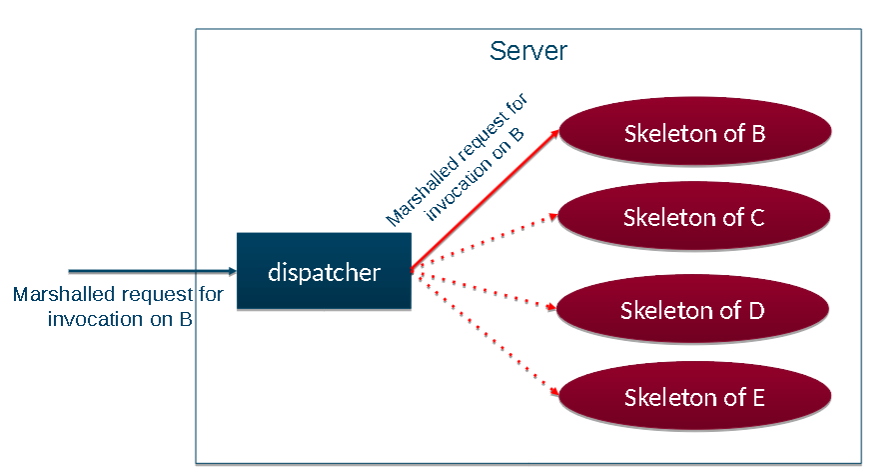 Server
Marshalled request for
invocation on B
Skeleton of B
Skeleton of C
dispatcher
Marshalled request for
invocation on B
Skeleton of D
Skeleton of E